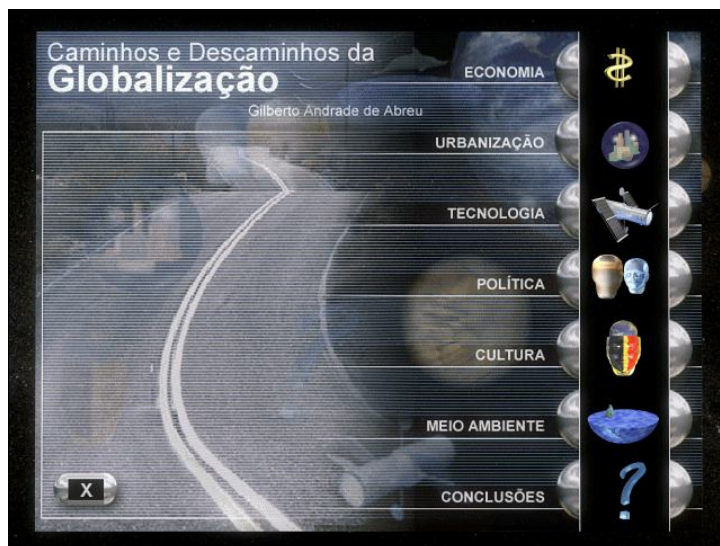 Caminhos e Descaminhos da
Globalização
Gilberto Andrade de Abreu
ECONOMIA
URBANIZAÇÃO
TECNOLOGIA
POLÍTICA
CULTURA
MEIO AMBIENTE
CONCLUSÕES
X